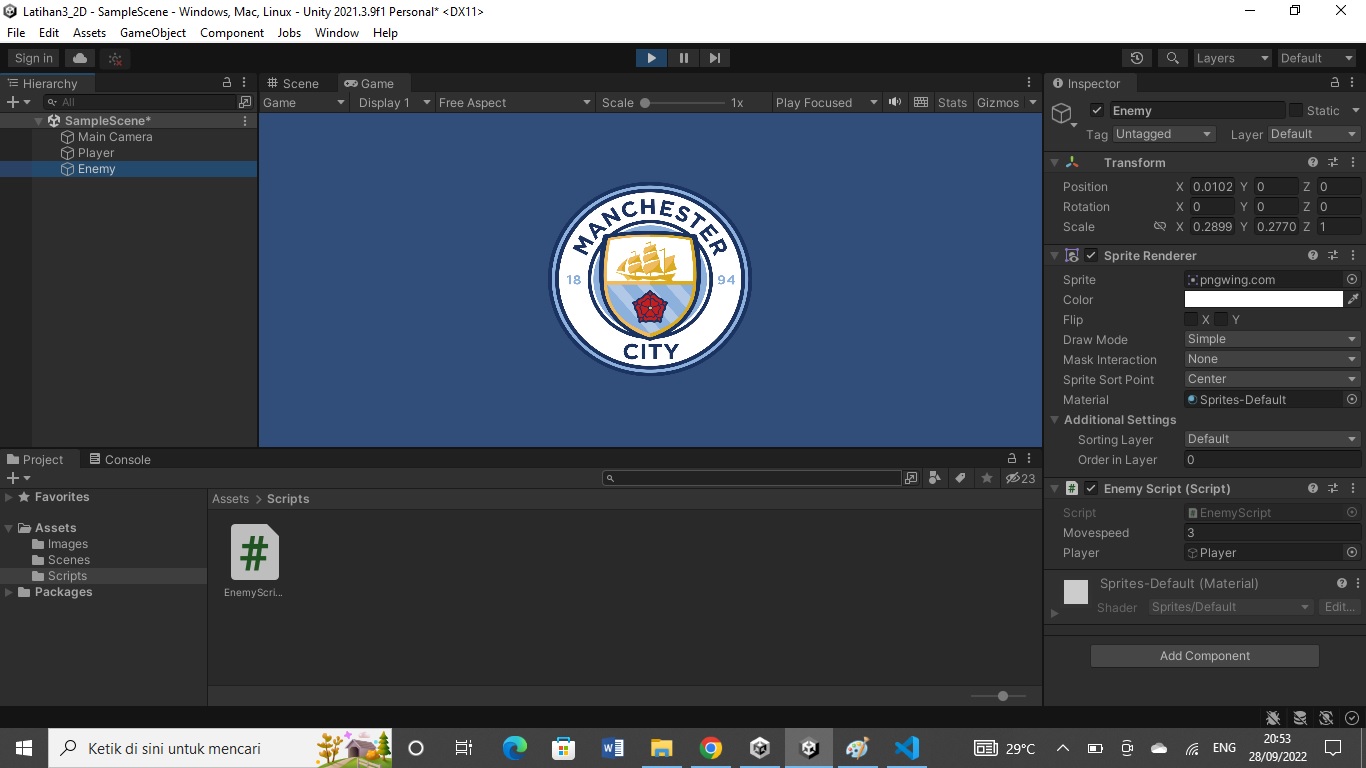 Latihan3_2D - SampleScene - Windows, Mac, Linux - Unity 2021.3.9f1 Personal* <DX11>
File Edit Assets GameObject Component Jobs Window Help
Sign in Layers Default
Hierarchy
All
SampleScene*
Main Camera
Player
Enemy
Scene Game
Game Display 1 Free Aspect Scale 1x Play Focused Stats Gizmos
MANCHESTER
18 94
CITY
Inspector
Enemy Static
Tag Untagged Layer Default
Transform
Position X 0.0102 Y 0 Z 0
Rotation X 0 Y 0 Z 0
Scale X 0.2899 Y 0.2770 Z 1
Sprite Renderer
Sprite pngwing.com
Color
Flip X Y
Draw Mode Simple
Mask Interaction None
Sprite Sort Point Center
Material Sprites-Default
Additional Settings
Sorting Layer Default
Order in Layer 0
# Enemy Script (Script)
Script EnemyScript
Movespeed 3
Player Player
Sprites-Default (Material)
Shader Sprites/Default Edit...
Add Component
Project Console
23
Favorites
Assets
Images
Scenes
Scripts
Packages
Assets > Scripts
#
EnemyScri...
Ketik di sini untuk mencari
29°C ENG 20:53
28/09/2022